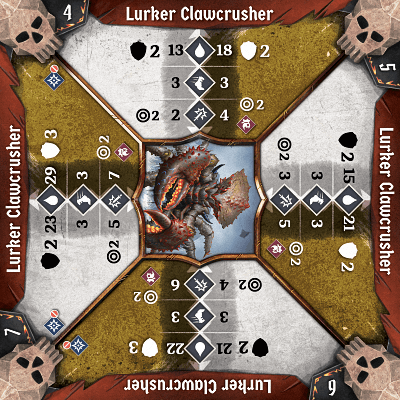 4
Lurker Clawcrusher
2 13 18 2
3 3
2 2 4 2
5
Lurker Clawcrusher
2 15 21 2
3 3
2 3 5 2
6
Lurker Clawcrusher
2 21 22 3
3 3
2 4 6 2
7
Lurker Clawcrusher
2 23 29 3
3 3
2 5 7 2